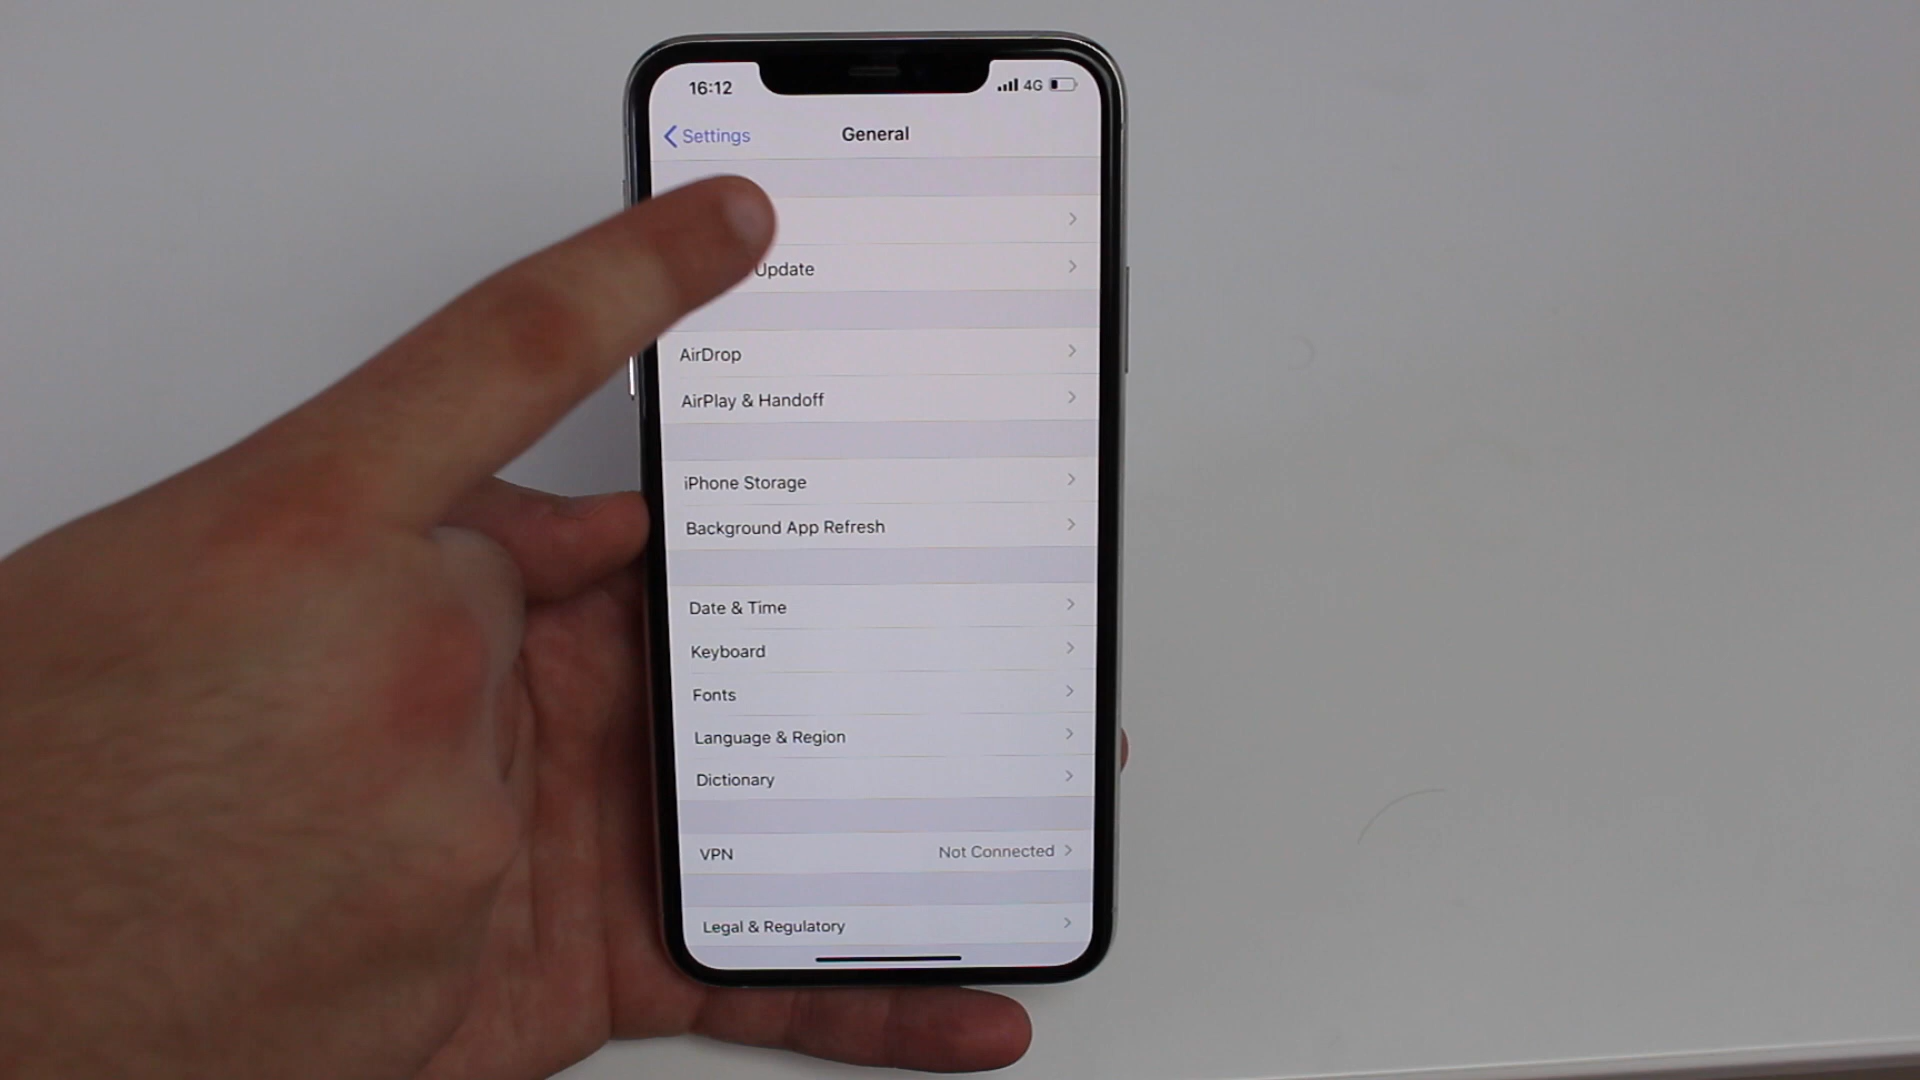 16:12
4G
Settings
General
Update
AirDrop
AirPlay & Handoff
iPhone Storage
Background App Refresh
Date & Time
Keyboard
Fonts
Language & Region
Dictionary
VPN Not Connected
Legal & Regulatory